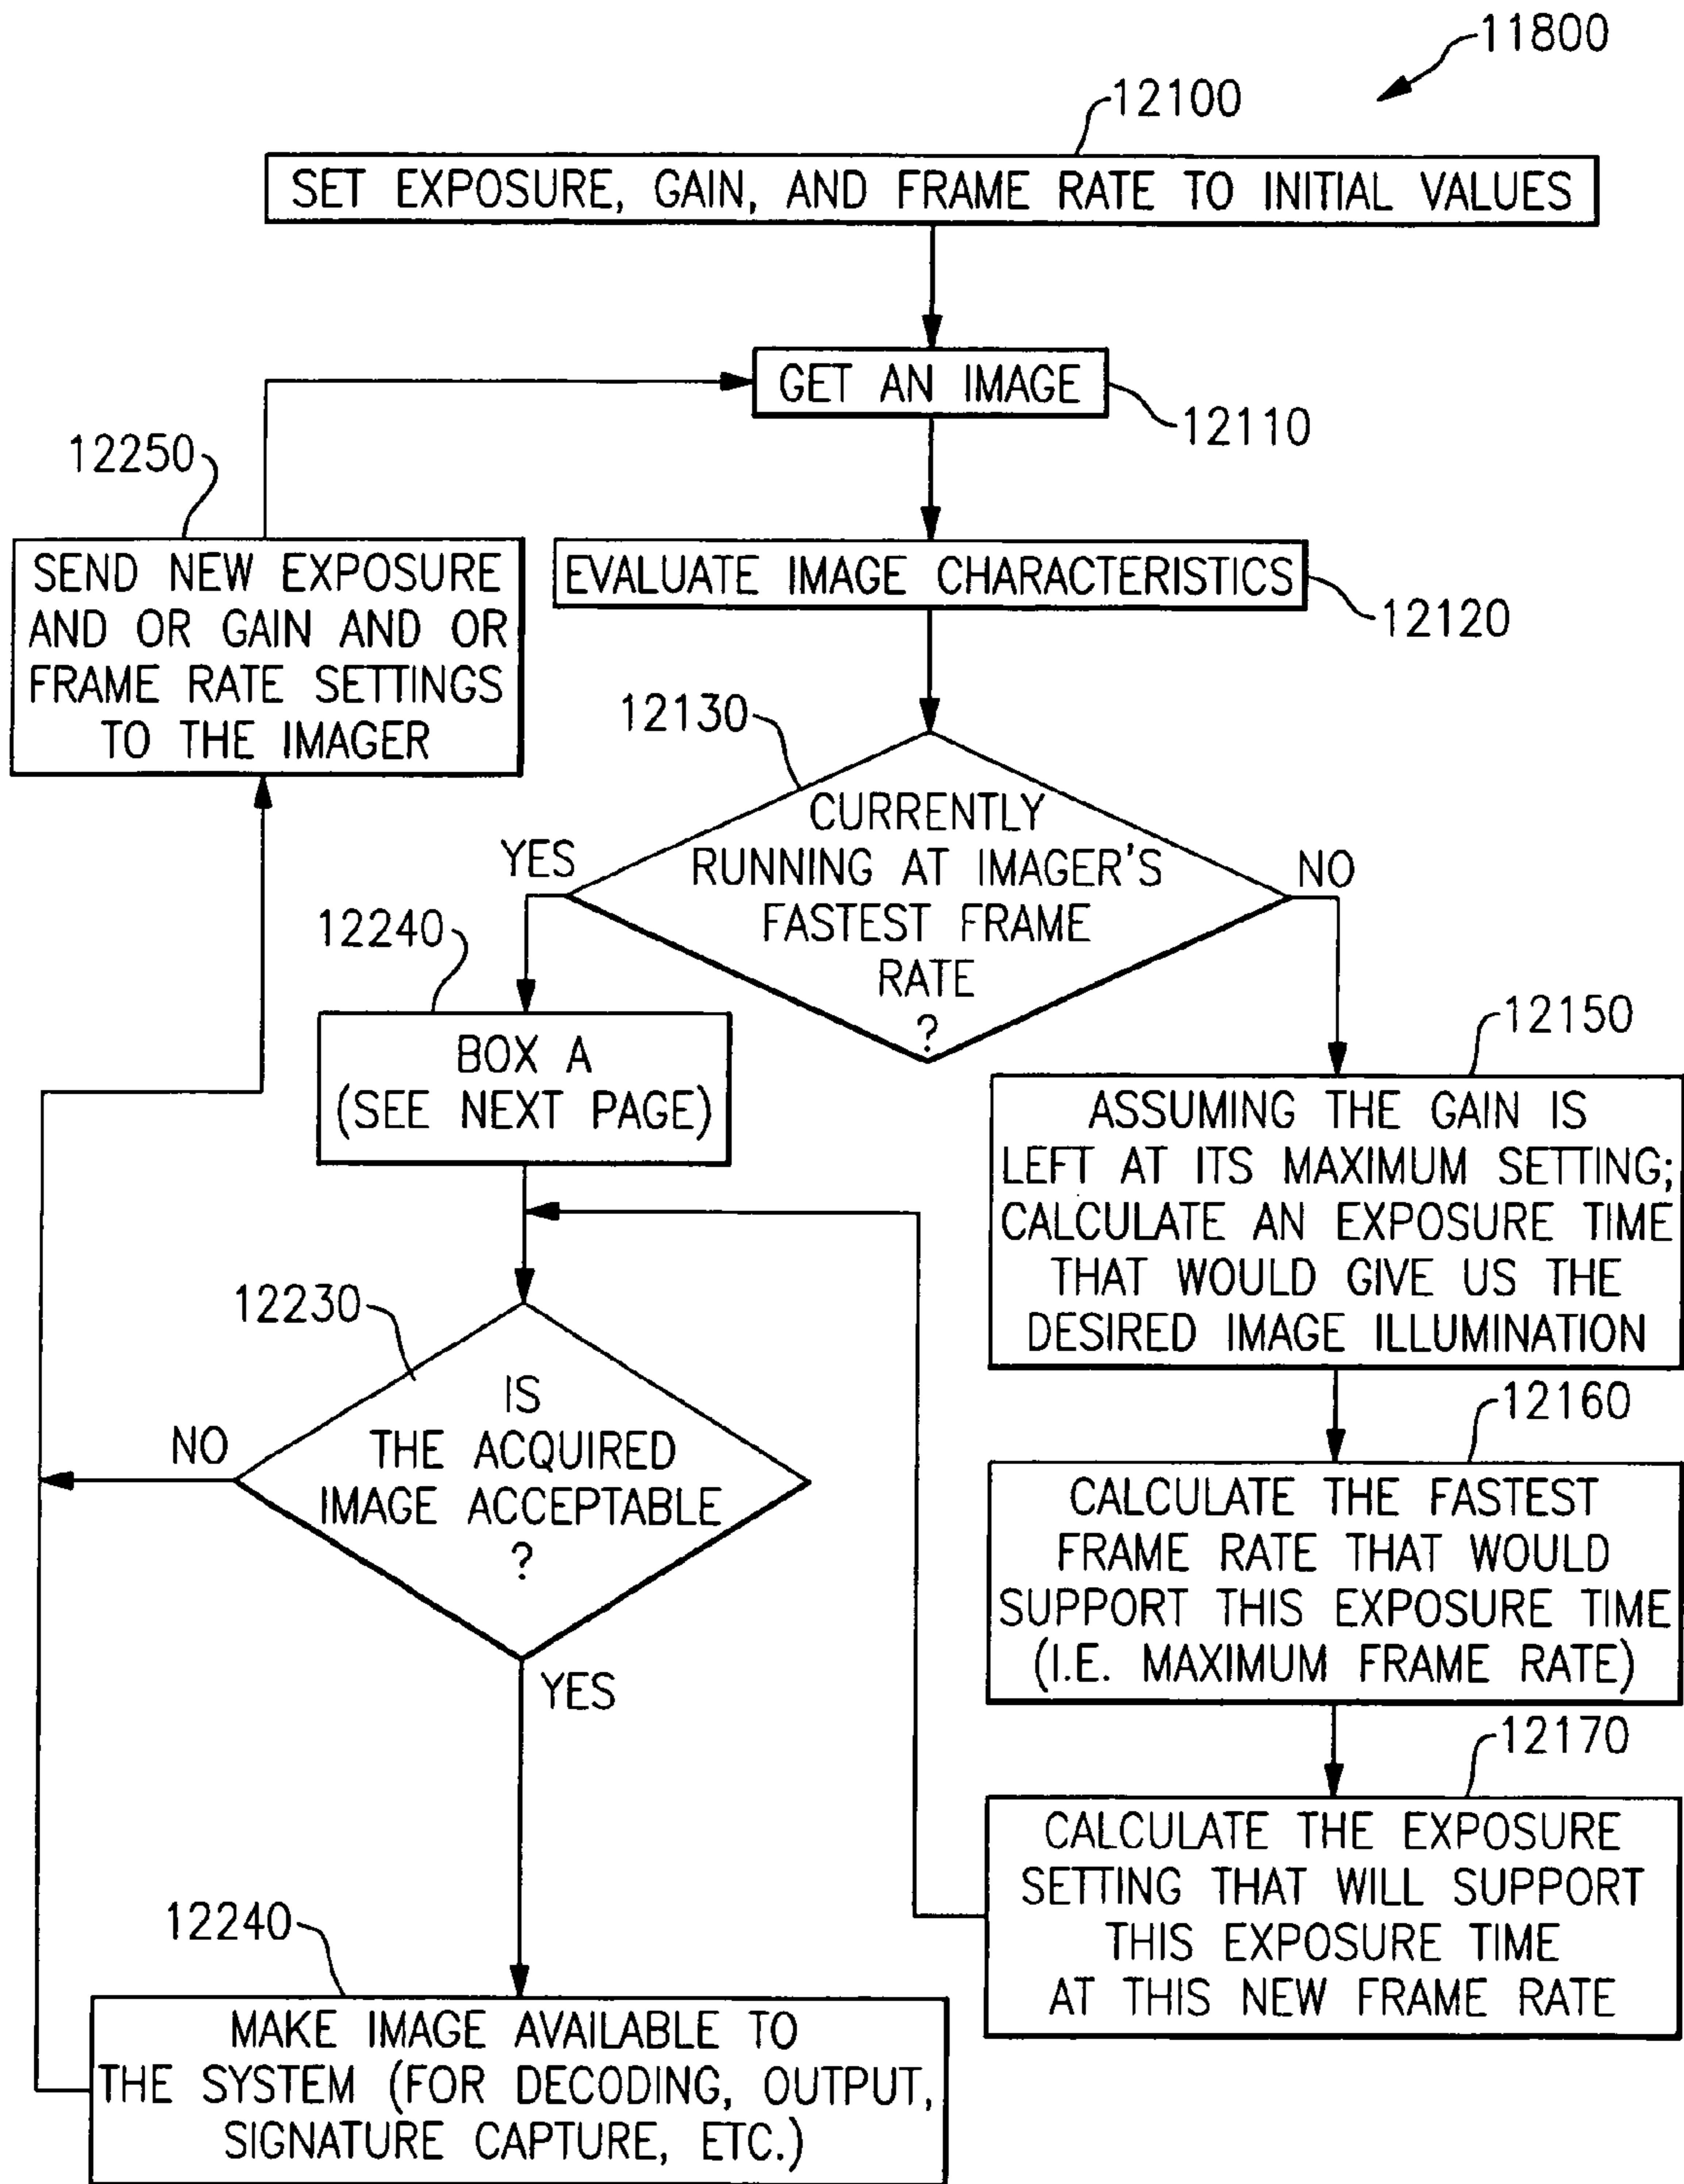 11800
12100
SET EXPOSURE, GAIN, AND FRAME RATE TO INITIAL VALUES
GET AN IMAGE
12110
12250
SEND NEW EXPOSURE
AND OR GAIN AND OR
FRAME RATE SETTINGS
TO THE IMAGER
EVALUATE IMAGE CHARACTERISTICS
12120
12130
CURRENTLY
RUNNING AT IMAGER'S
FASTEST FRAME
RATE
?
YES
NO
12240
BOX A
(SEE NEXT PAGE)
12150
ASSUMING THE GAIN IS
LEFT AT ITS MAXIMUM SETTING;
CALCULATE AN EXPOSURE TIME
THAT WOULD GIVE US THE
DESIRED IMAGE ILLUMINATION
12230
IS
THE ACQUIRED
IMAGE ACCEPTABLE
?
NO
YES
12160
CALCULATE THE FASTEST
FRAME RATE THAT WOULD
SUPPORT THIS EXPOSURE TIME
(I.E. MAXIMUM FRAME RATE)
12170
CALCULATE THE EXPOSURE
SETTING THAT WILL SUPPORT
THIS EXPOSURE TIME
AT THIS NEW FRAME RATE
12240
MAKE IMAGE AVAILABLE TO
THE SYSTEM (FOR DECODING, OUTPUT,
SIGNATURE CAPTURE, ETC.)